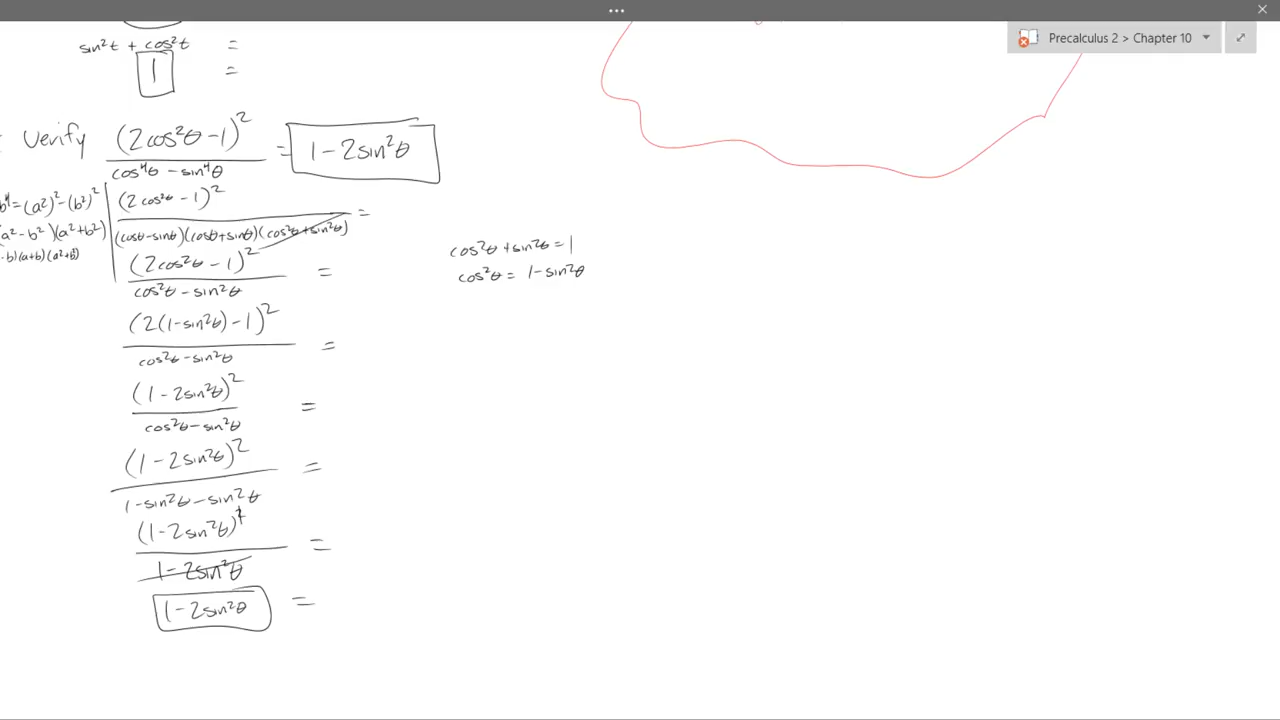 Precalculus 2 > Chapter 10
sin²t + cos²t =
1 =
Verify (2cos²θ - 1)² / cos⁴θ - sin⁴θ = 1 - 2sin²θ
b⁴ = (a²)² - (b²)²
(a² - b²)(a² + b²)
- b)(a+b)(a²+b²)
(2cos²θ - 1)² / (cosθ - sinθ)(cosθ + sinθ)(cos²θ + sin²θ) =
(2cos²θ - 1)² / cos²θ - sin²θ =
cos²θ + sin²θ = 1
cos²θ = 1 - sin²θ
(2(1 - sin²θ) - 1)² / cos²θ - sin²θ =
(1 - 2sin²θ)² / cos²θ - sin²θ =
(1 - 2sin²θ)² / 1 - sin²θ - sin²θ =
(1 - 2sin²θ)² / 1 - 2sin²θ =
1 - 2sin²θ =